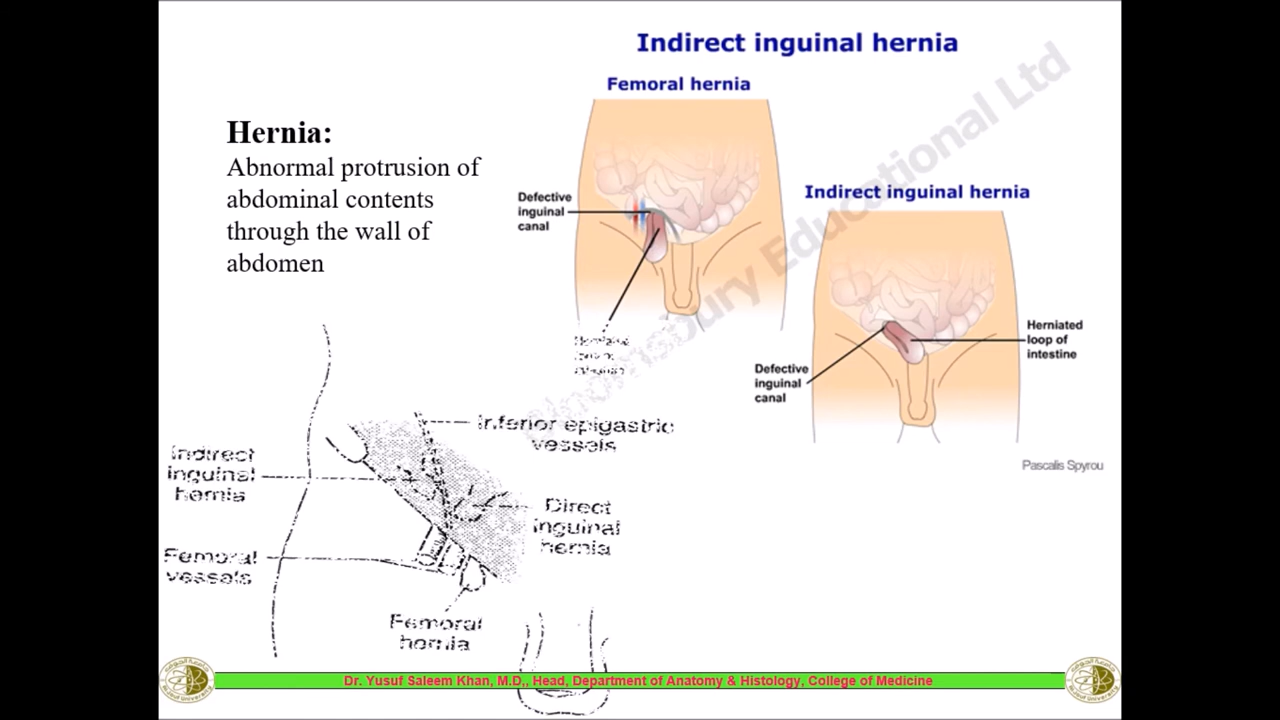 Indirect inguinal hernia
Femoral hernia
Hernia:
Abnormal protrusion of
abdominal contents
through the wall of
abdomen
Defective
inguinal
canal
Indirect inguinal hernia
Herniated
loop of
intestine
Defective
inguinal
canal
Pascalis Spyrou
Inferior epigastric
vessels
Indirect
inguinal
hernia
Direct
inguinal
hernia
Femoral
vessels
Femoral
hernia
Educational Ltd
Dr. Yusuf Saleem Khan, M.D,, Head, Department of Anatomy & Histology, College of Medicine